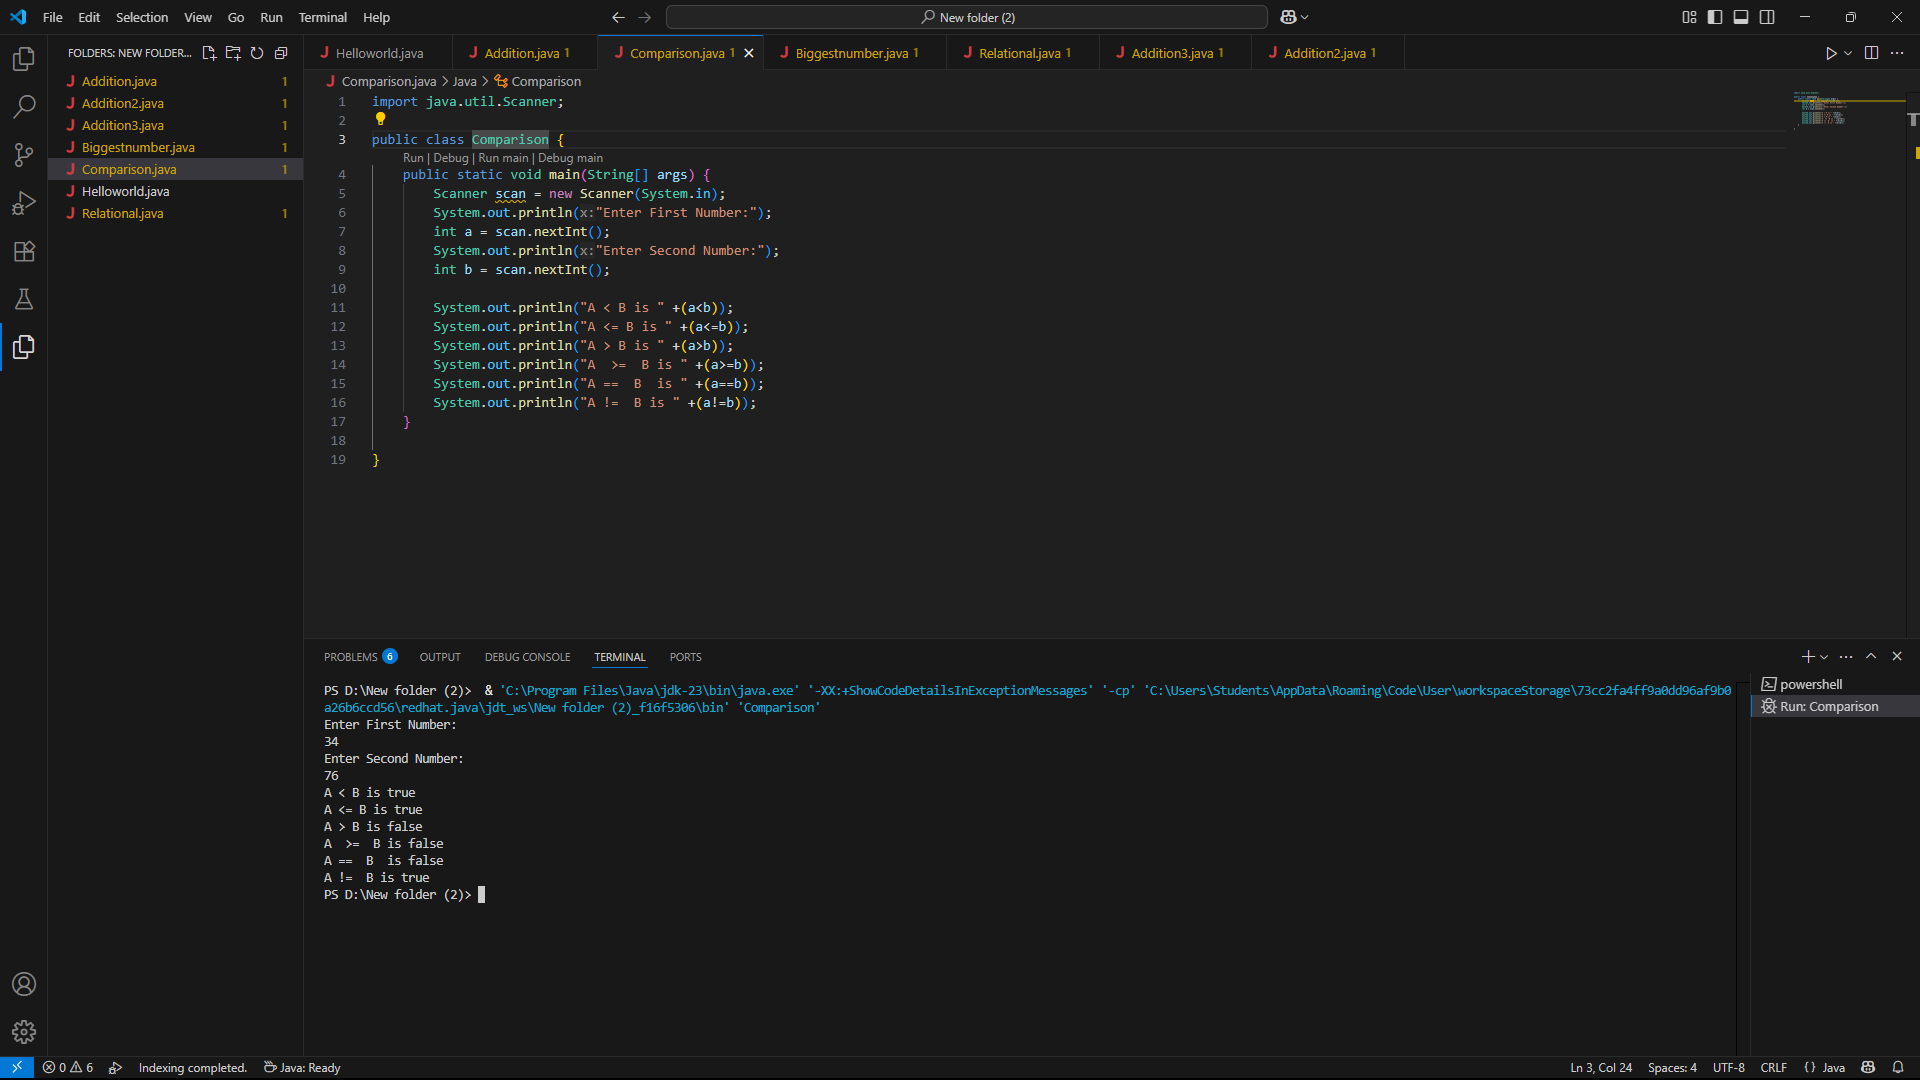 File Edit Selection View Go Run Terminal Help
New folder (2)
FOLDERS: NEW FOLDER...
Addition.java 1
Addition2.java 1
Addition3.java 1
Biggestnumber.java 1
Comparison.java 1
Helloworld.java
Relational.java 1
Helloworld.java Addition.java 1 Comparison.java 1 Biggestnumber.java 1 Relational.java 1 Addition3.java 1 Addition2.java 1
Comparison.java > Java > Comparison
1 import java.util.Scanner;
2
3 public class Comparison {
Run | Debug | Run main | Debug main
4 public static void main(String[] args) {
5 Scanner scan = new Scanner(System.in);
6 System.out.println(x:"Enter First Number:");
7 int a = scan.nextInt();
8 System.out.println(x:"Enter Second Number:");
9 int b = scan.nextInt();
10
11 System.out.println("A < B is " +(a<b));
12 System.out.println("A <= B is " +(a<=b));
13 System.out.println("A > B is " +(a>b));
14 System.out.println("A  >=  B is " +(a>=b));
15 System.out.println("A ==  B  is " +(a==b));
16 System.out.println("A !=  B is " +(a!=b));
17 }
18
19 }
PROBLEMS 6 OUTPUT DEBUG CONSOLE TERMINAL PORTS
PS D:\New folder (2)>  & 'C:\Program Files\Java\jdk-23\bin\java.exe' '-XX:+ShowCodeDetailsInExceptionMessages' '-cp' 'C:\Users\Students\AppData\Roaming\Code\User\workspaceStorage\73cc2fa4ff9a0dd96af9b0
a26b6ccd56\redhat.java\jdt_ws\New folder (2)_f16f5306\bin' 'Comparison'
Enter First Number:
34
Enter Second Number:
76
A < B is true
A <= B is true
A > B is false
A  >=  B is false
A ==  B  is false
A !=  B is true
PS D:\New folder (2)>
powershell
Run: Comparison
0 6 Indexing completed. Java: Ready
Ln 3, Col 24 Spaces: 4 UTF-8 CRLF {} Java